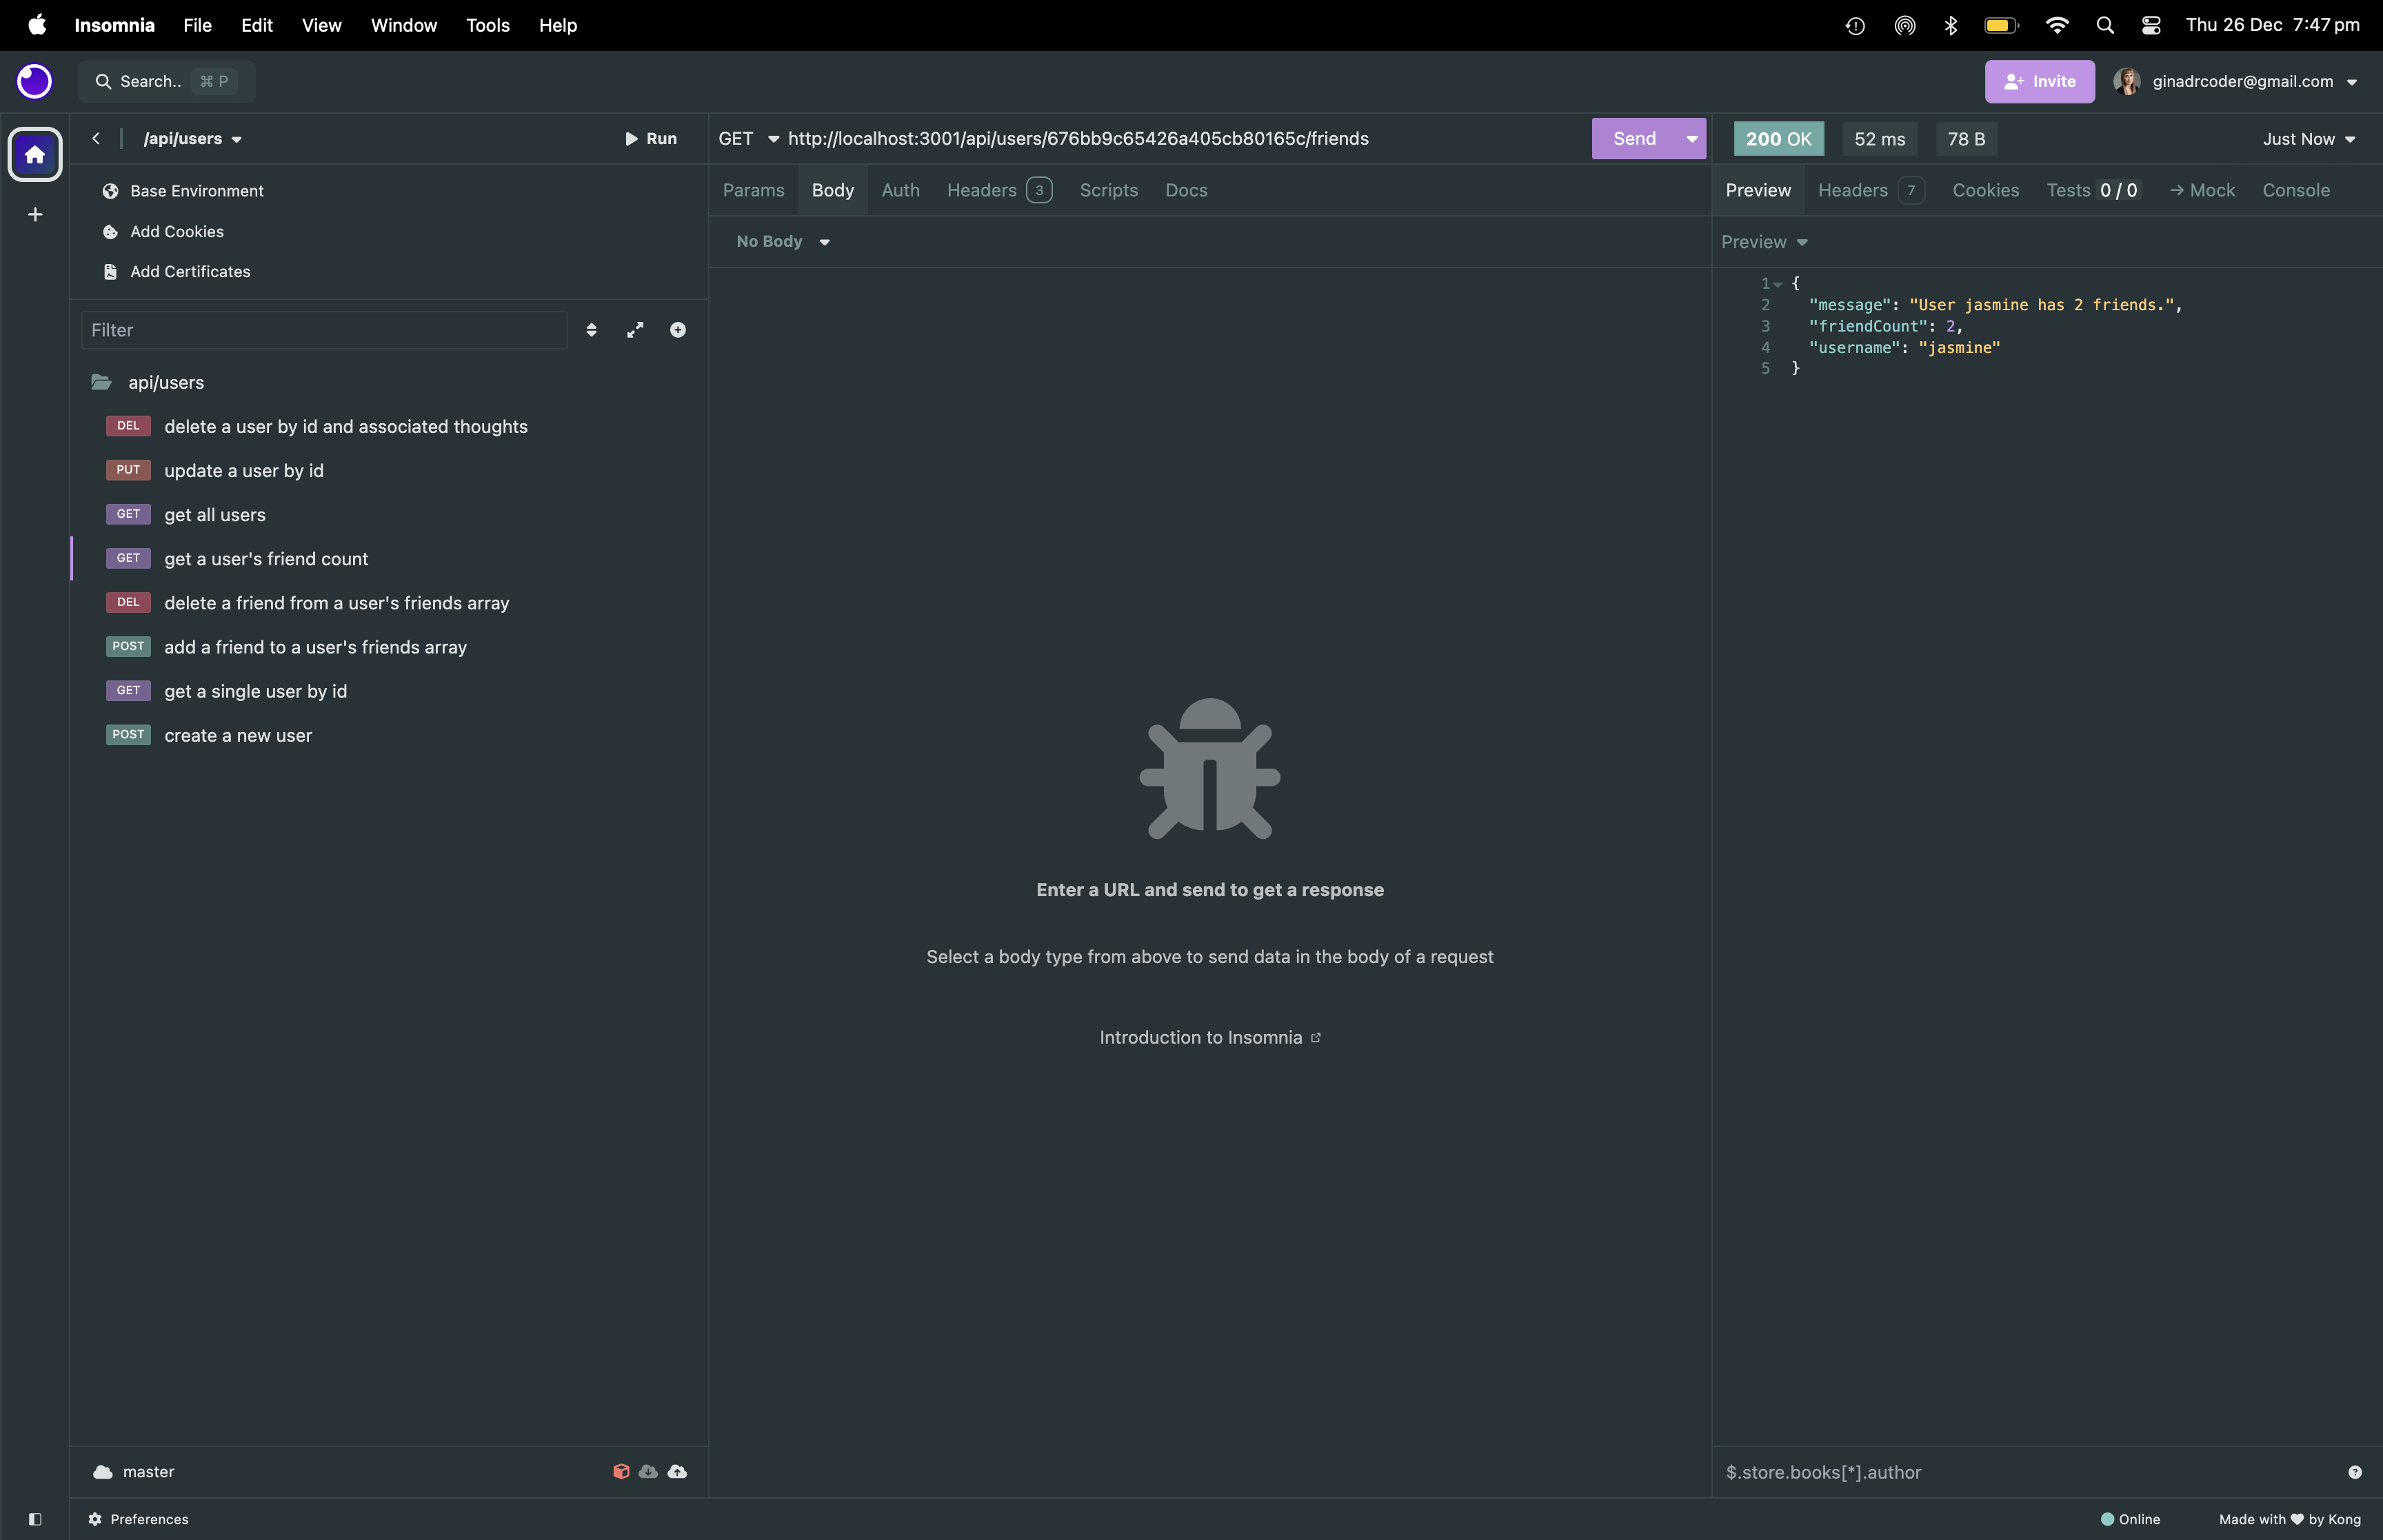 Insomnia File Edit View Window Tools Help Thu 26 Dec 7:47 pm
Search.. ⌘ P Invite ginadrcoder@gmail.com
/api/users Run
Base Environment
Add Cookies
Add Certificates
Filter
api/users
DEL delete a user by id and associated thoughts
PUT update a user by id
GET get all users
GET get a user's friend count
DEL delete a friend from a user's friends array
POST add a friend to a user's friends array
GET get a single user by id
POST create a new user
master
Preferences
GET http://localhost:3001/api/users/676bb9c65426a405cb80165c/friends Send
Params Body Auth Headers 3 Scripts Docs
No Body
Enter a URL and send to get a response
Select a body type from above to send data in the body of a request
Introduction to Insomnia
200 OK 52 ms 78 B Just Now
Preview Headers 7 Cookies Tests 0 / 0 → Mock Console
Preview
1 {
2 "message": "User jasmine has 2 friends.",
3 "friendCount": 2,
4 "username": "jasmine"
5 }
$.store.books[*].author ?
Online Made with ♥ by Kong